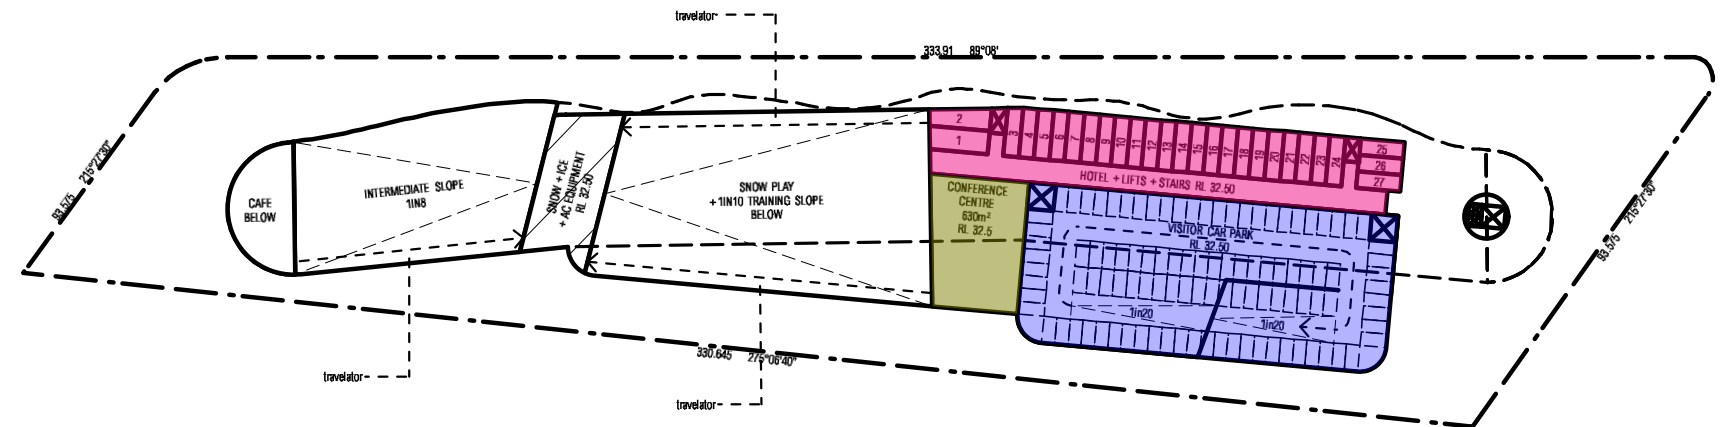 travelator
333.91 89°08'
93.575 215°27'30"
CAFE
BELOW
INTERMEDIATE SLOPE
1IN8
SNOW + ICE
+ AC EQUIPMENT
RL 32.50
SNOW PLAY
+ 1IN10 TRAINING SLOPE
BELOW
2
1
3
4
5
6
7
8
9
10
11
12
13
14
15
16
17
18
19
20
21
22
23
24
25
26
27
HOTEL + LIFTS + STAIRS RL 32.50
CONFERENCE
CENTRE
630m²
RL 32.5
VISITOR CAR PARK
RL 32.50
1in20
1in20
93.575 215°27'30"
330.645 275°06'40"
travelator
travelator